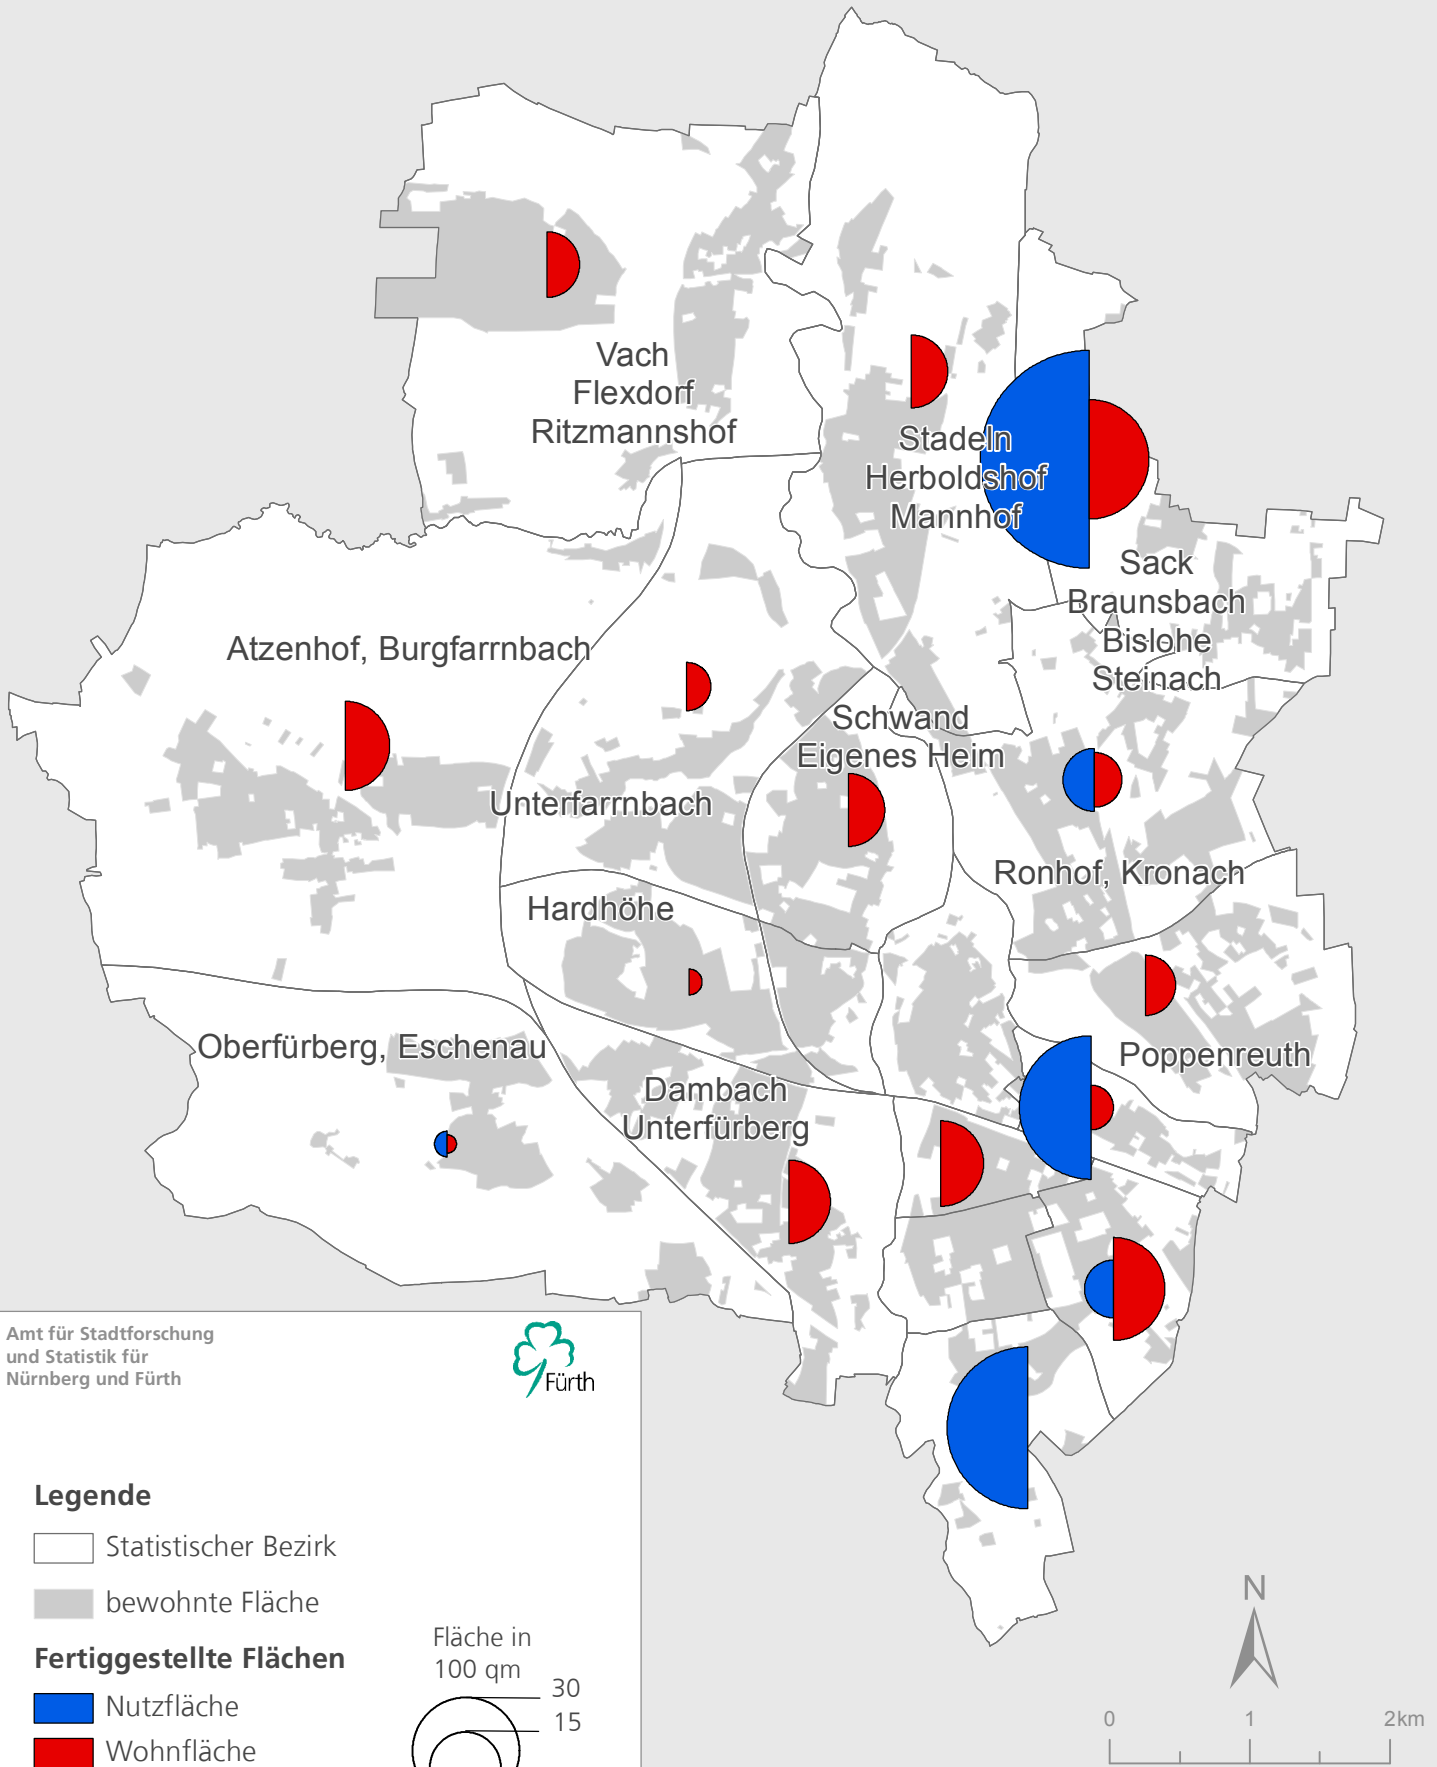 Vach
Flexdorf
Ritzmannshof
Stadeln
Herboldshof
Mannhof
Sack
Braunsbach
Bislohe
Steinach
Atzenhof, Burgfarrnbach
Schwand
Eigenes Heim
Unterfarrnbach
Ronhof, Kronach
Hardhöhe
Oberfürberg, Eschenau
Poppenreuth
Dambach
Unterfürberg
Amt für Stadtforschung
und Statistik für
Nürnberg und Fürth
Fürth
Legende
Statistischer Bezirk
bewohnte Fläche
Fertiggestellte Flächen
Nutzfläche
Wohnfläche
Fläche in
100 qm
30
15
N
0 1 2km